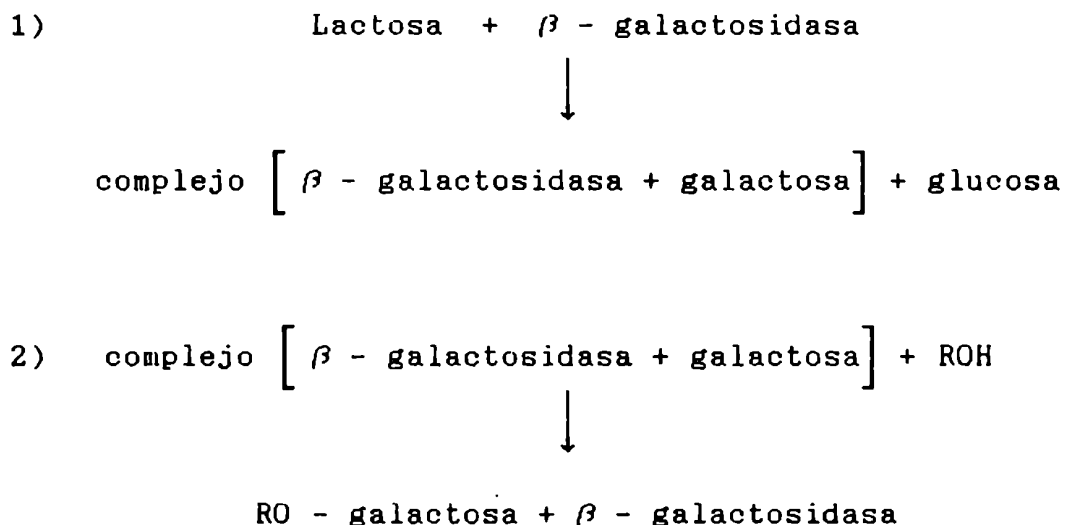 1) Lactosa + β - galactosidasa
complejo [ β - galactosidasa + galactosa ] + glucosa
2) complejo [ β - galactosidasa + galactosa ] + ROH
RO - galactosa + β - galactosidasa